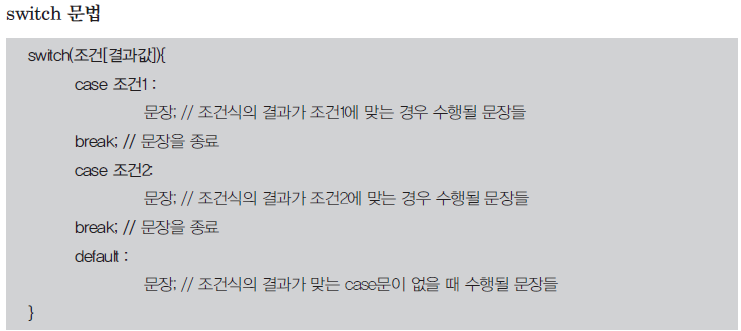 switch 문법
switch(조건[결과값]){
case 조건1 :
문장; // 조건식의 결과가 조건1에 맞는 경우 수행될 문장들
break; // 문장을 종료
case 조건2:
문장; // 조건식의 결과가 조건2에 맞는 경우 수행될 문장들
break; // 문장을 종료
default :
문장; // 조건식의 결과가 맞는 case문이 없을 때 수행될 문장들
}